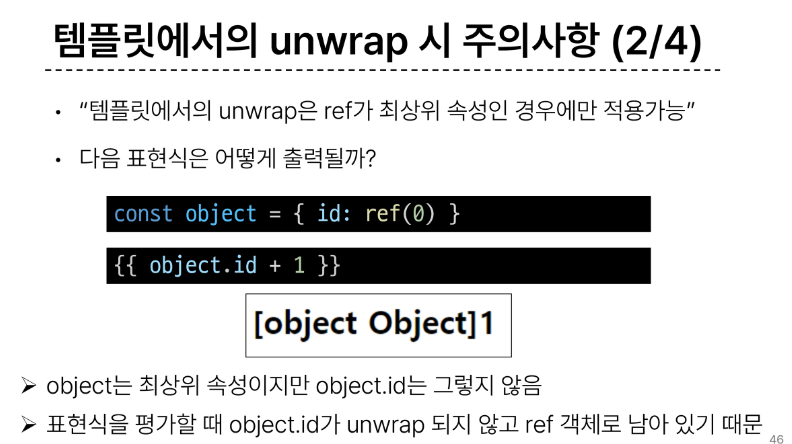 템플릿에서의 unwrap 시 주의사항 (2/4)
• “템플릿에서의 unwrap은 ref가 최상위 속성인 경우에만 적용가능”
• 다음 표현식은 어떻게 출력될까?
const object = { id: ref(0) }
{{ object.id + 1 }}
[object Object]1
➢ object는 최상위 속성이지만 object.id는 그렇지 않음
➢ 표현식을 평가할 때 object.id가 unwrap 되지 않고 ref 객체로 남아 있기 때문
46